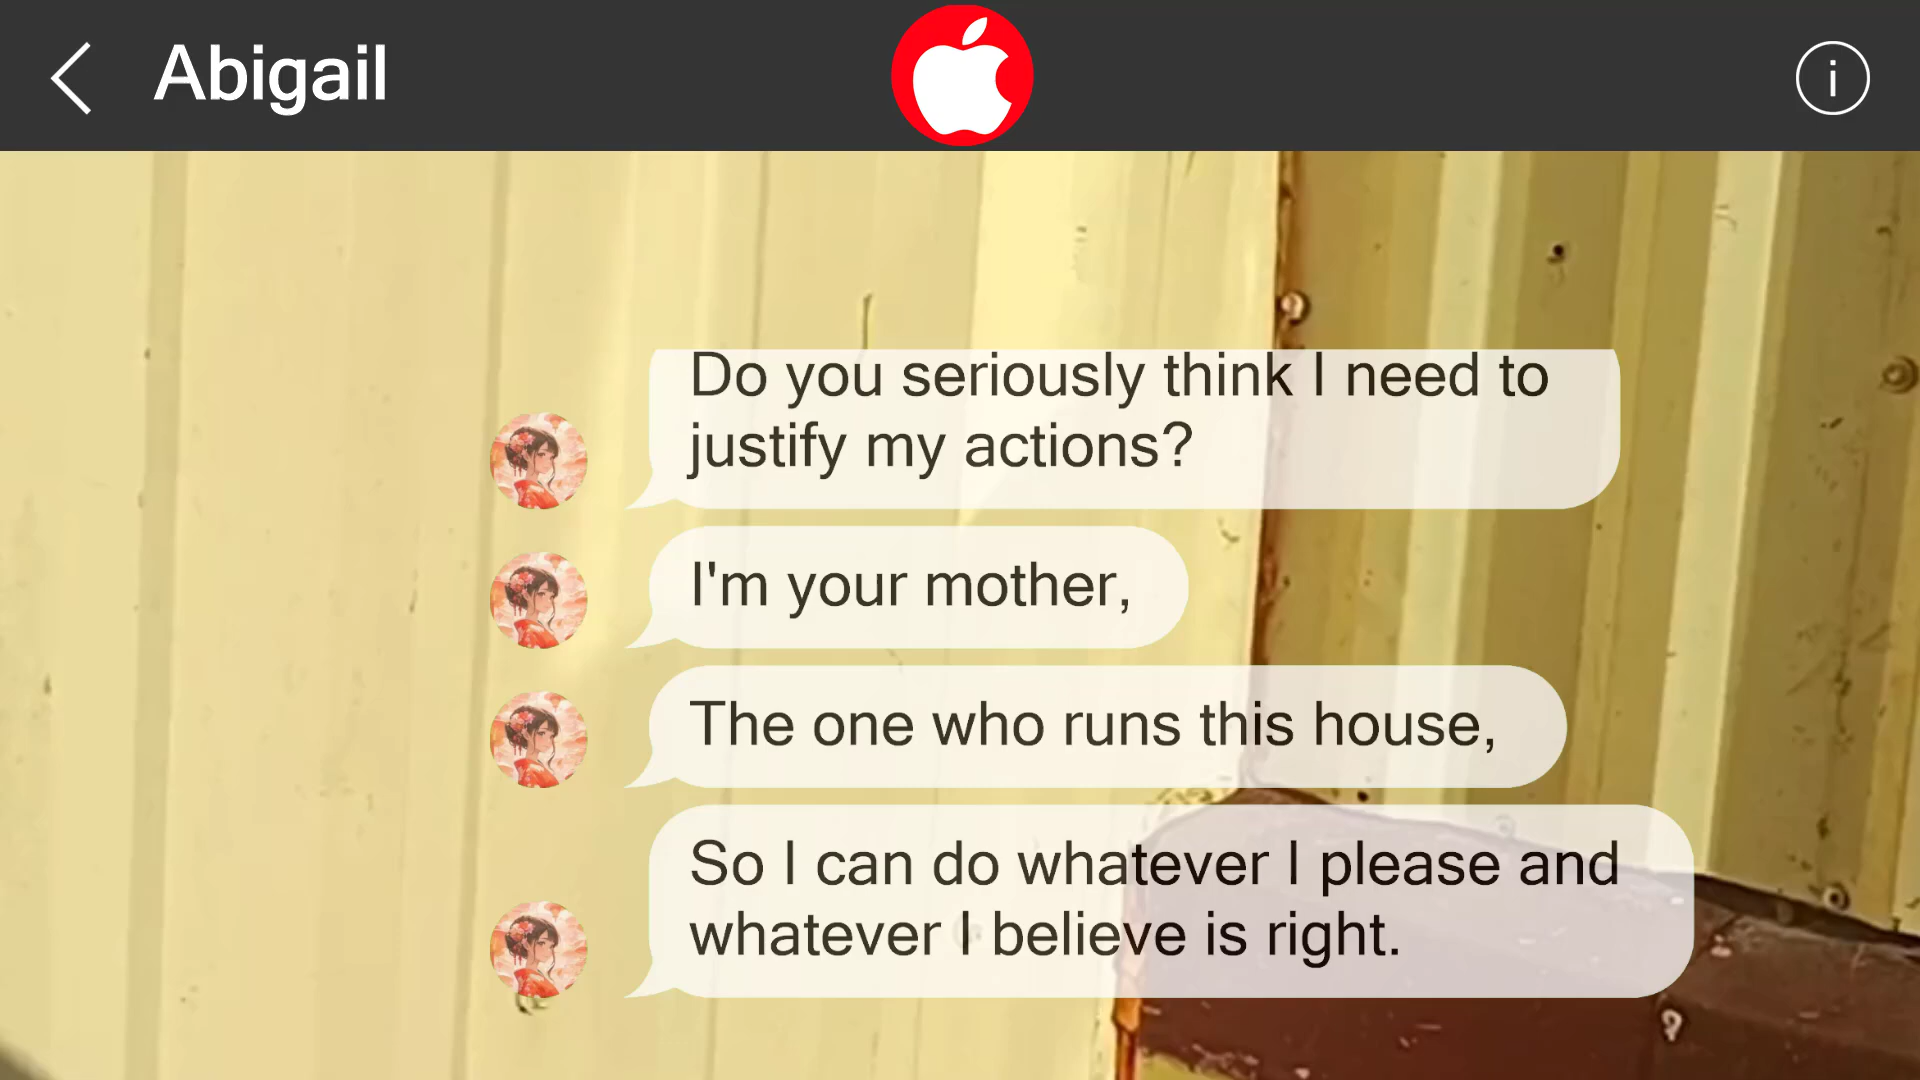 Abigail
i
Do you seriously think I need to
justify my actions?
I'm your mother,
The one who runs this house,
So I can do whatever I please and
whatever I believe is right.